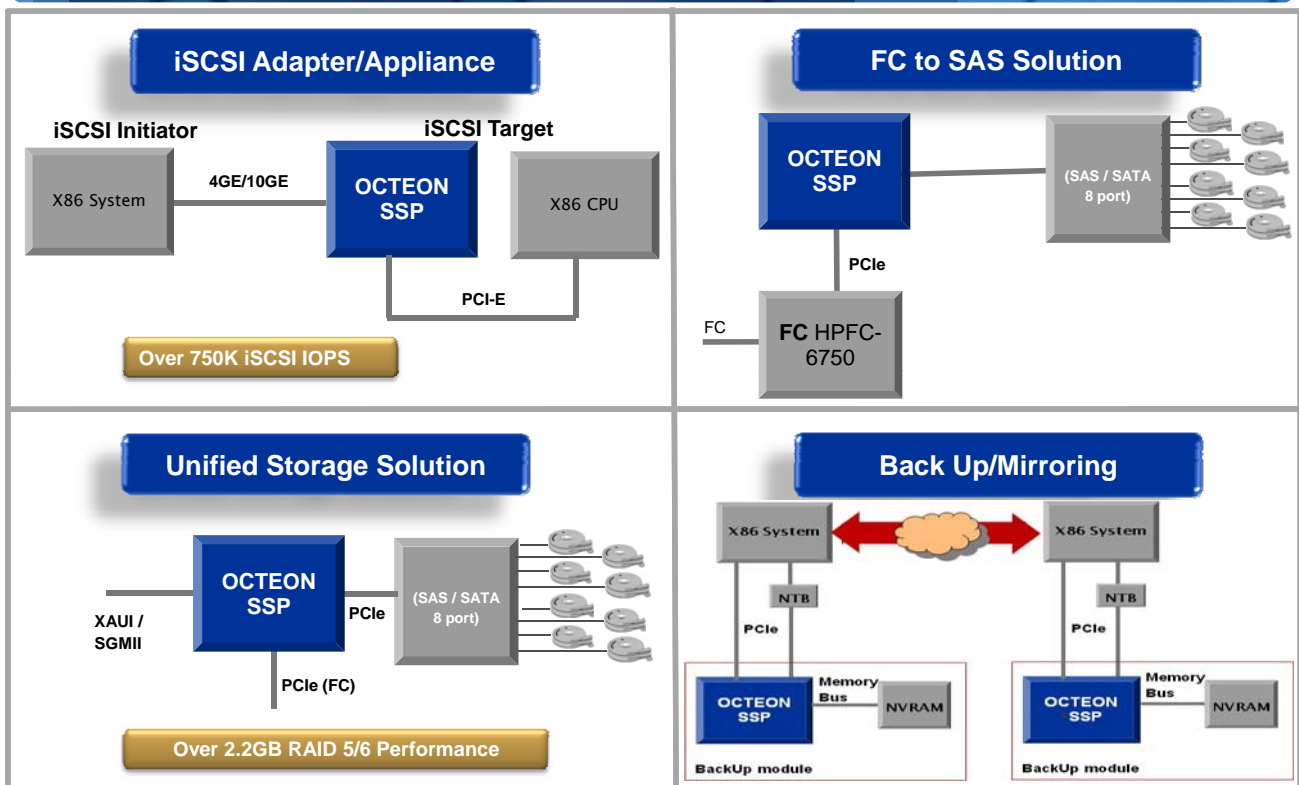 iSCSI Adapter/Appliance
iSCSI Initiator
iSCSI Target
X86 System
4GE/10GE
OCTEON
SSP
X86 CPU
PCI-E
Over 750K iSCSI IOPS
FC to SAS Solution
OCTEON
SSP
(SAS / SATA
8 port)
PCIe
FC
FC HPFC-
6750
Unified Storage Solution
OCTEON
SSP
PCIe
(SAS / SATA
8 port)
XAUI /
SGMII
PCIe (FC)
Over 2.2GB RAID 5/6 Performance
Back Up/Mirroring
X86 System
X86 System
NTB
NTB
PCIe
PCIe
OCTEON
SSP
Memory
Bus
NVRAM
BackUp module
OCTEON
SSP
Memory
Bus
NVRAM
BackUp module